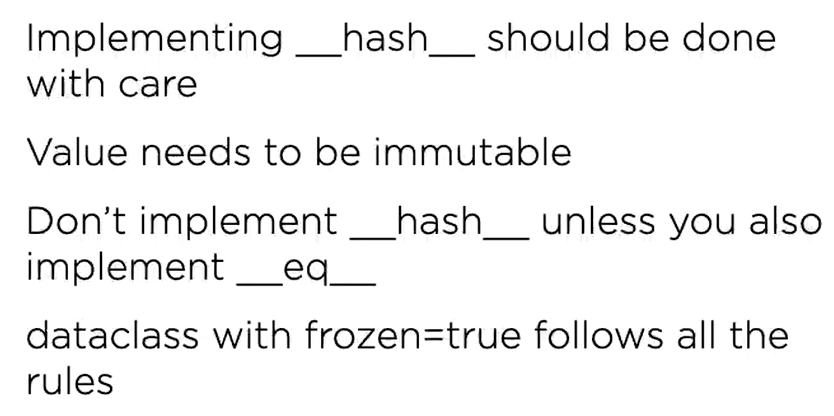 Implementing __hash__ should be done
with care
Value needs to be immutable
Don't implement __hash__ unless you also
implement __eq__
dataclass with frozen=true follows all the
rules